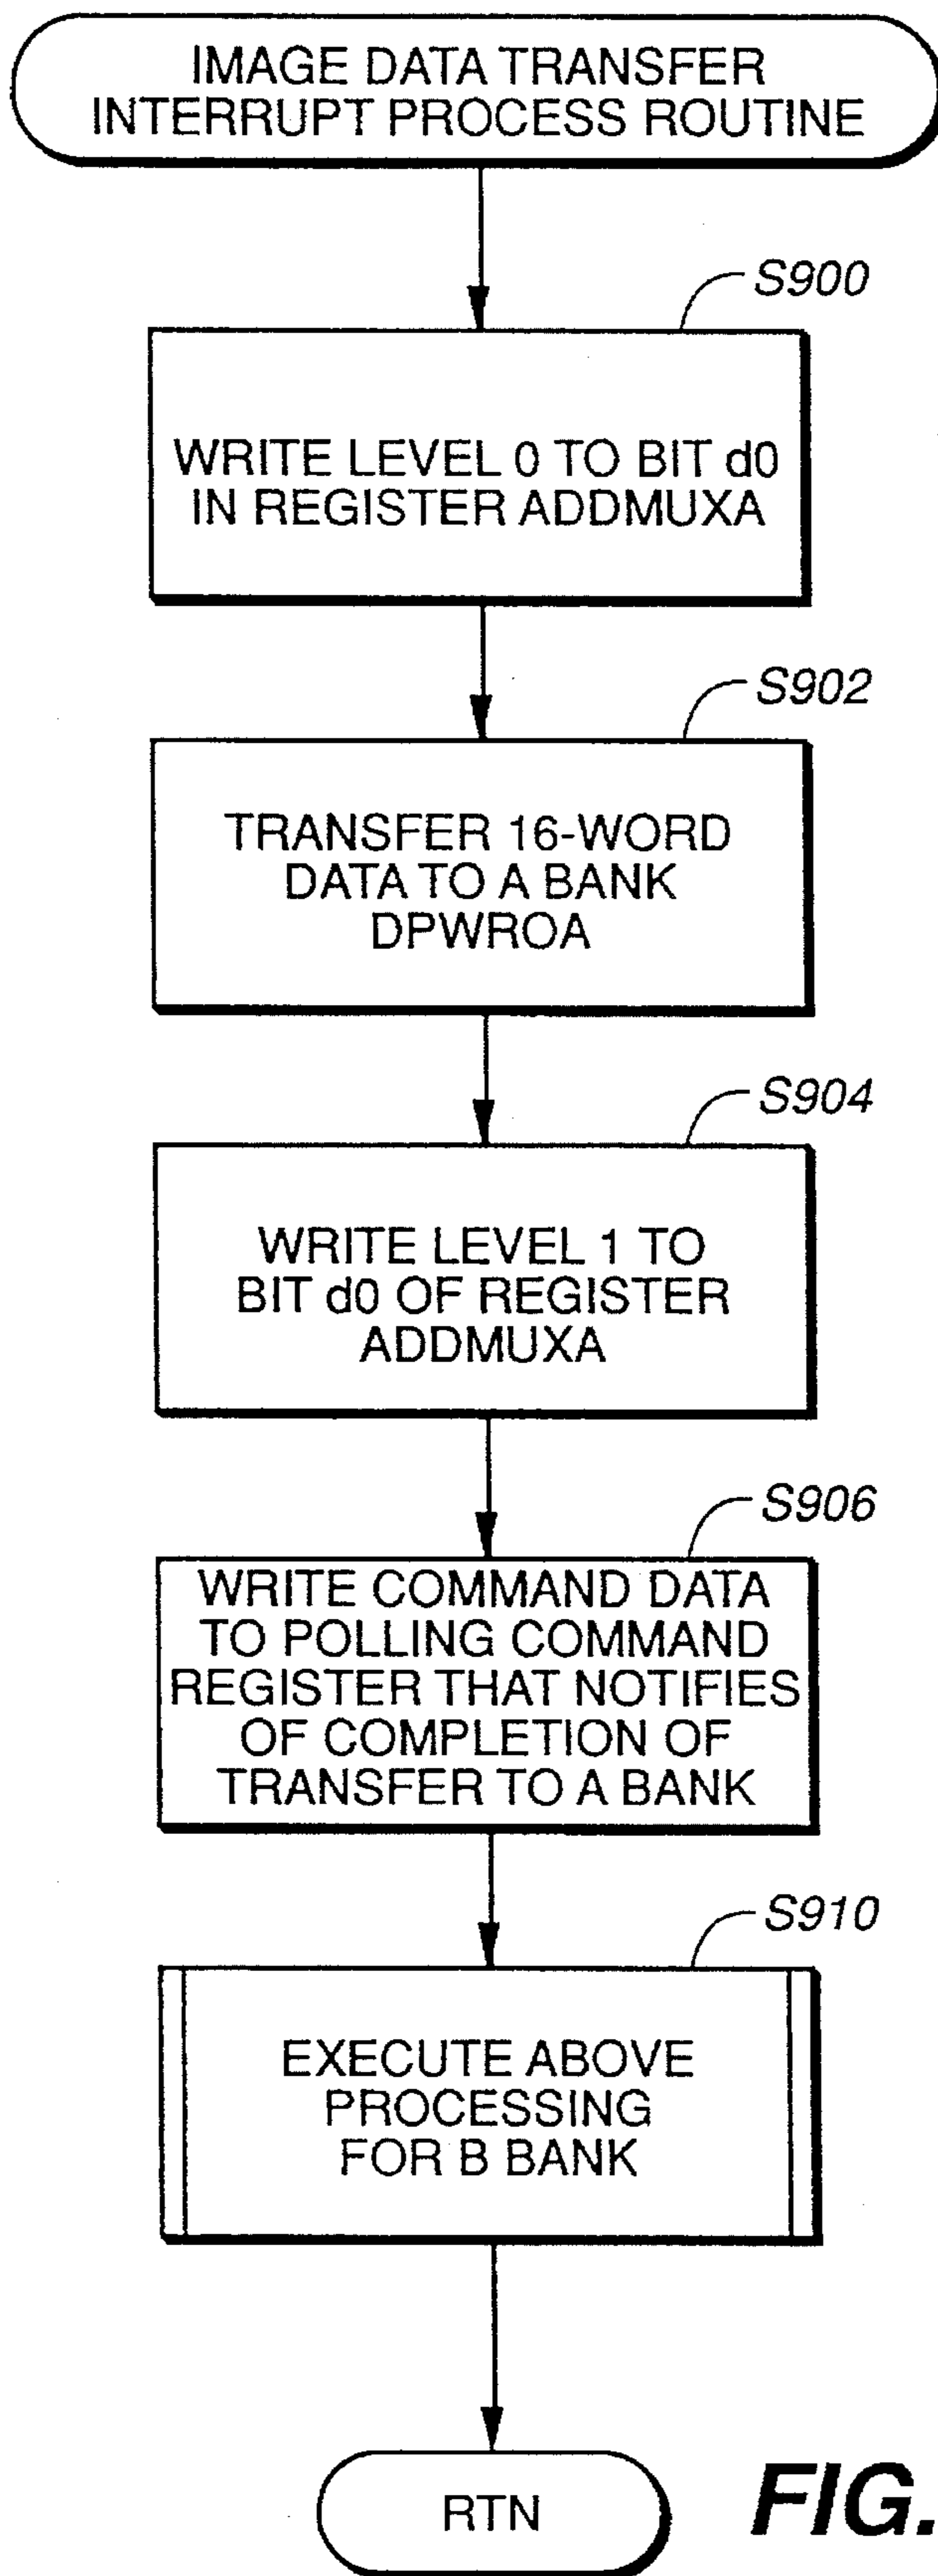 IMAGE DATA TRANSFER
INTERRUPT PROCESS ROUTINE
S900
WRITE LEVEL 0 TO BIT d0
IN REGISTER ADDMUXA
S902
TRANSFER 16-WORD
DATA TO A BANK
DPWROA
S904
WRITE LEVEL 1 TO
BIT d0 OF REGISTER
ADDMUXA
S906
WRITE COMMAND DATA
TO POLLING COMMAND
REGISTER THAT NOTIFIES
OF COMPLETION OF
TRANSFER TO A BANK
S910
EXECUTE ABOVE
PROCESSING
FOR B BANK
RTN
FIG.